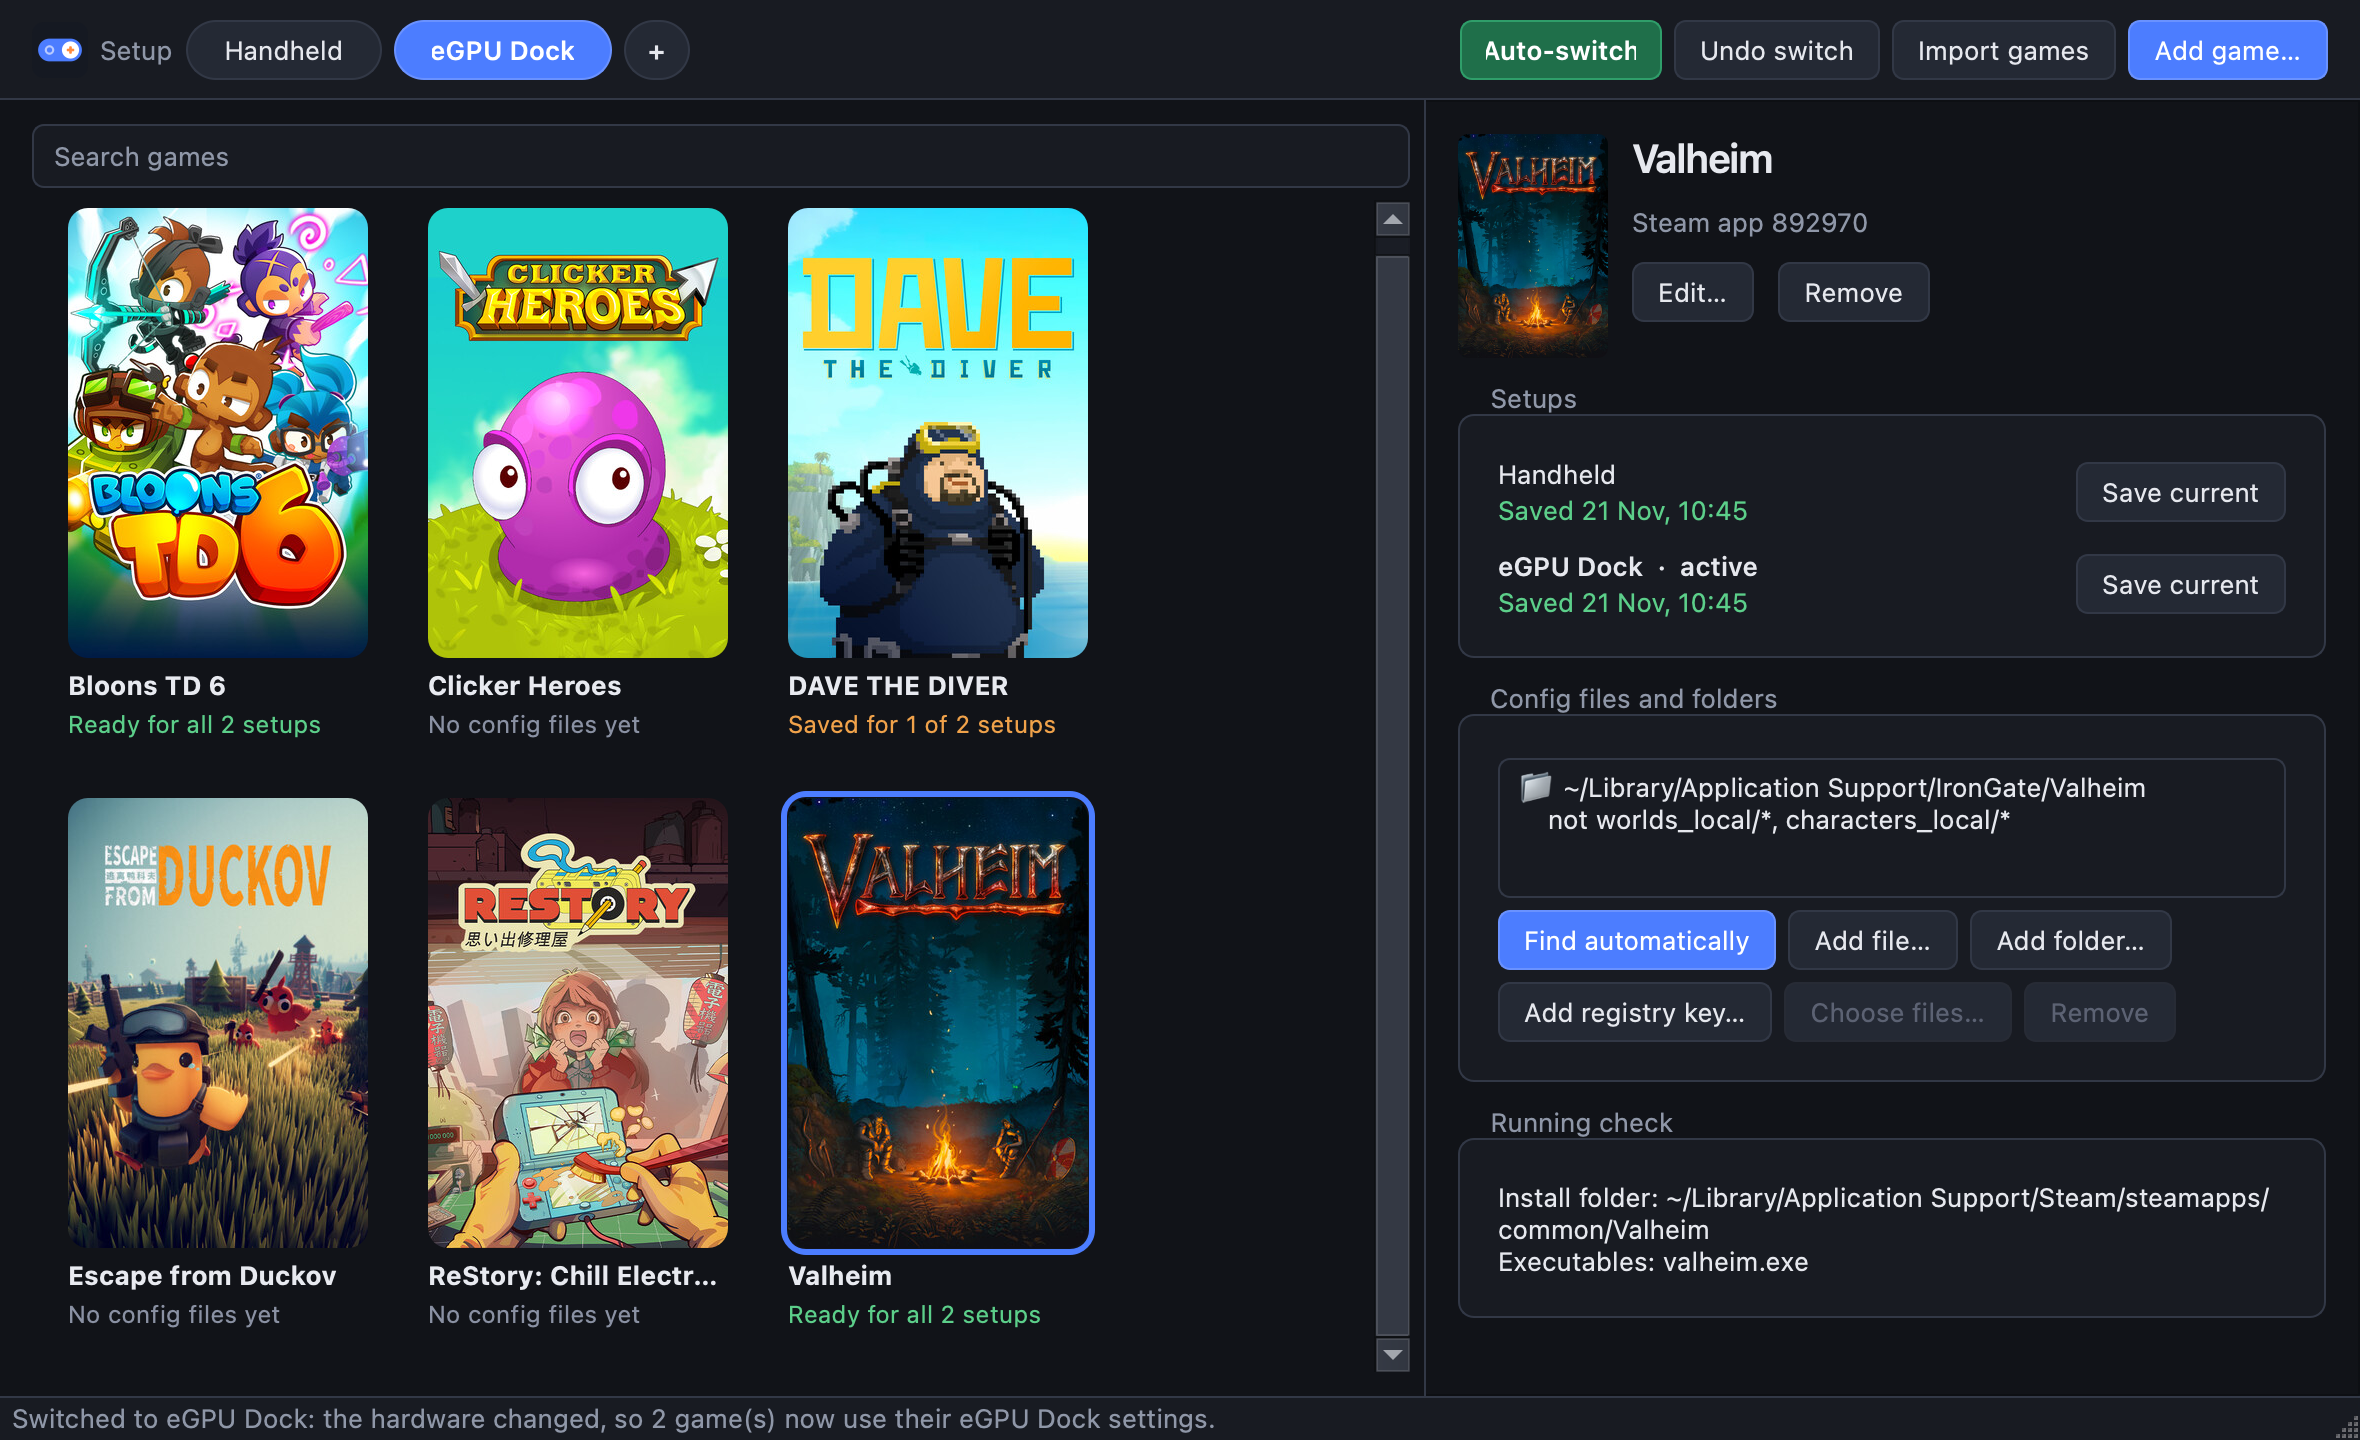 Setup
Handheld
eGPU Dock
+
Auto-switch
Undo switch
Import games
Add game...
Search games
BLOONS
TD6
Bloons TD 6
Ready for all 2 setups
CLICKER
HEROES
Clicker Heroes
No config files yet
DAVE
THE DIVER
DAVE THE DIVER
Saved for 1 of 2 setups
ESCAPE
FROM
DUCKOV
Escape from Duckov
No config files yet
RESTORY
思い出修理屋
ReStory: Chill Electr...
No config files yet
VALHEIM
Valheim
Ready for all 2 setups
VALHEIM
Valheim
Steam app 892970
Edit...
Remove
Setups
Handheld
Saved 21 Nov, 10:45
Save current
eGPU Dock · active
Saved 21 Nov, 10:45
Save current
Config files and folders
~/Library/Application Support/IronGate/Valheim
not worlds_local/*, characters_local/*
Find automatically
Add file...
Add folder...
Add registry key...
Choose files...
Remove
Running check
Install folder: ~/Library/Application Support/Steam/steamapps/
common/Valheim
Executables: valheim.exe
Switched to eGPU Dock: the hardware changed, so 2 game(s) now use their eGPU Dock settings.